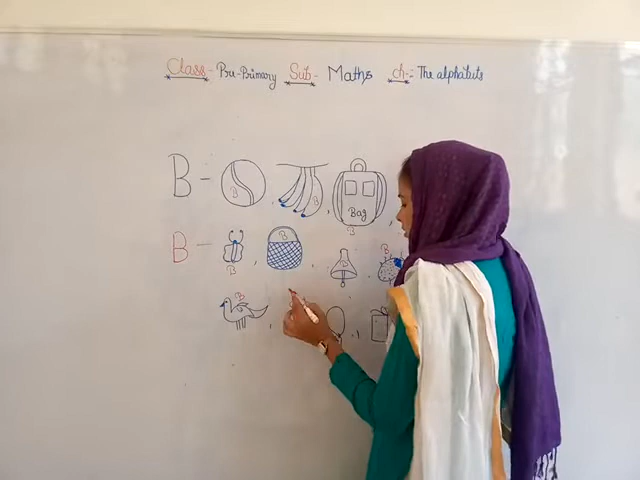 Class- Pre-Primary Sub- Maths ch-: The alphabets
B - B , B , Bag B ,
B - B , B , B , B
B , , ,